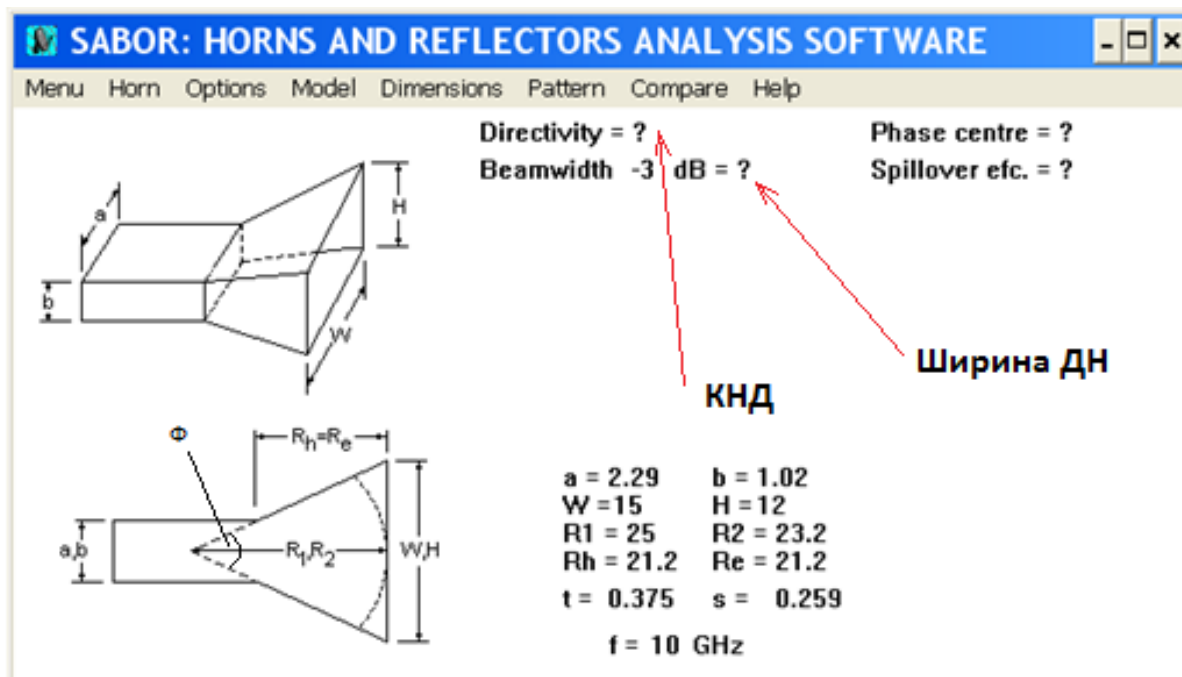 SABOR: HORNS AND REFLECTORS ANALYSIS SOFTWARE
Menu Horn Options Model Dimensions Pattern Compare Help
Directivity = ? Phase centre = ?
Beamwidth -3 dB = ? Spillover efc. = ?
a
H
b
W
Ширина ДН
КНД
Φ
Rh=Re
a,b
R1,R2
W,H
a = 2.29 b = 1.02
W =15 H = 12
R1 = 25 R2 = 23.2
Rh = 21.2 Re = 21.2
t = 0.375 s = 0.259
f = 10 GHz